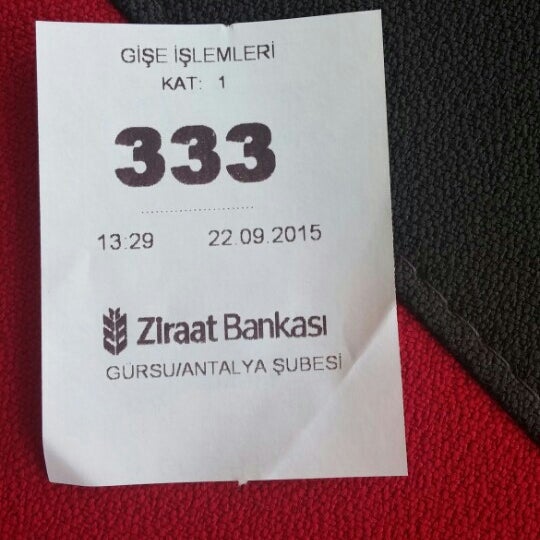 GİŞE İŞLEMLERİ
KAT: 1
333
13:29 22.09.2015
Ziraat Bankası
GÜRSU/ANTALYA ŞUBESİ